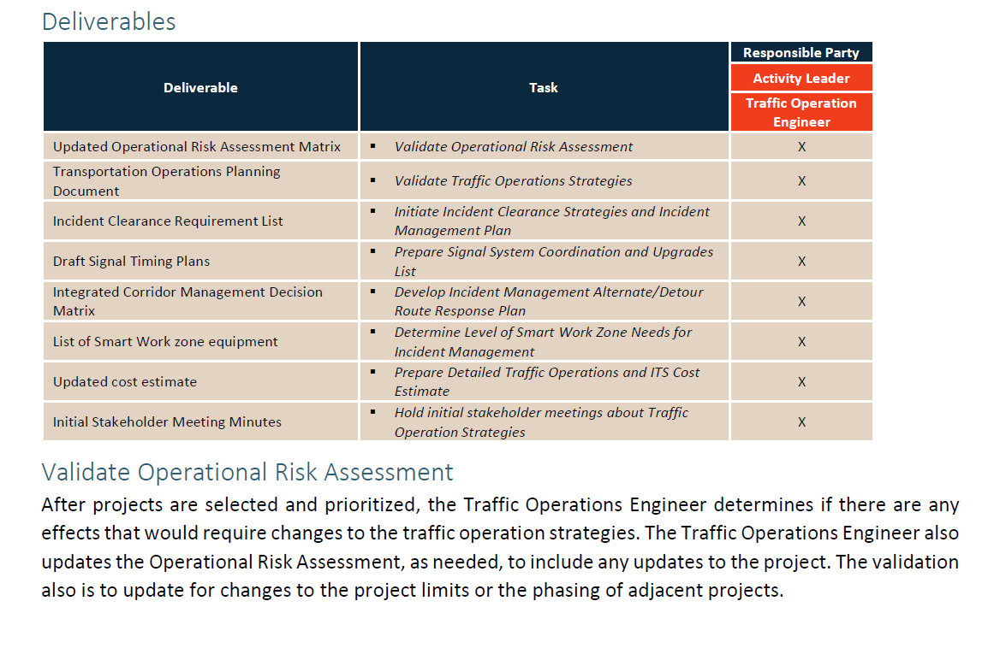 Deliverables
Deliverable
Task
Responsible Party
Activity Leader
Traffic Operation
Engineer
Updated Operational Risk Assessment Matrix
▪ Validate Operational Risk Assessment
X
Transportation Operations Planning
Document
▪ Validate Traffic Operations Strategies
X
Incident Clearance Requirement List
▪ Initiate Incident Clearance Strategies and Incident
Management Plan
X
Draft Signal Timing Plans
▪ Prepare Signal System Coordination and Upgrades
List
X
Integrated Corridor Management Decision
Matrix
▪ Develop Incident Management Alternate/Detour
Route Response Plan
X
List of Smart Work zone equipment
▪ Determine Level of Smart Work Zone Needs for
Incident Management
X
Updated cost estimate
▪ Prepare Detailed Traffic Operations and ITS Cost
Estimate
X
Initial Stakeholder Meeting Minutes
▪ Hold initial stakeholder meetings about Traffic
Operation Strategies
X
Validate Operational Risk Assessment
After projects are selected and prioritized, the Traffic Operations Engineer determines if there are any
effects that would require changes to the traffic operation strategies. The Traffic Operations Engineer also
updates the Operational Risk Assessment, as needed, to include any updates to the project. The validation
also is to update for changes to the project limits or the phasing of adjacent projects.